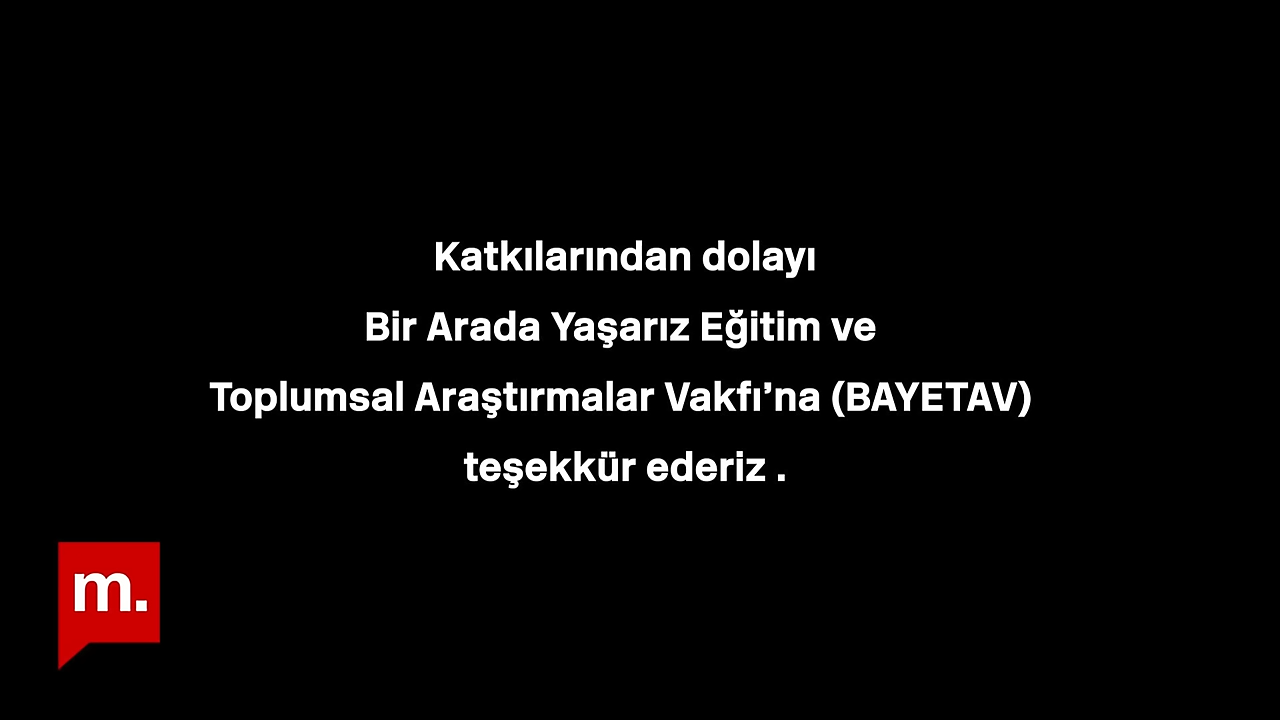 Katkılarından dolayı
Bir Arada Yaşarız Eğitim ve
Toplumsal Araştırmalar Vakfı’na (BAYETAV)
teşekkür ederiz .
m.